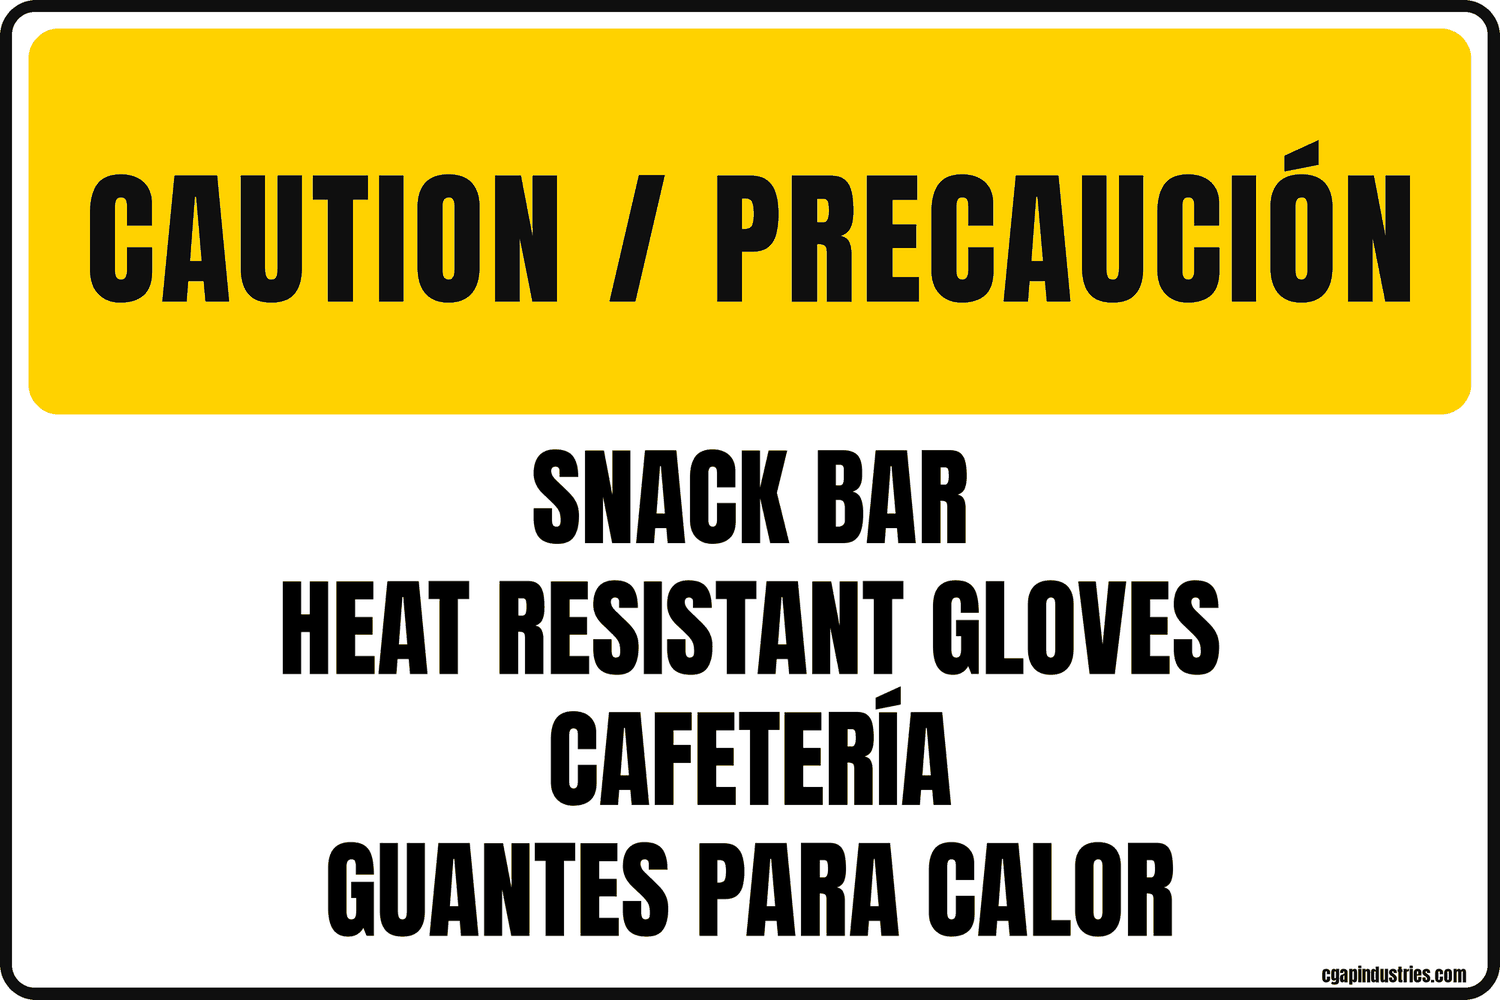 CAUTION / PRECAUCIÓN
SNACK BAR
HEAT RESISTANT GLOVES
CAFETERÍA
GUANTES PARA CALOR
cgapindustries.com